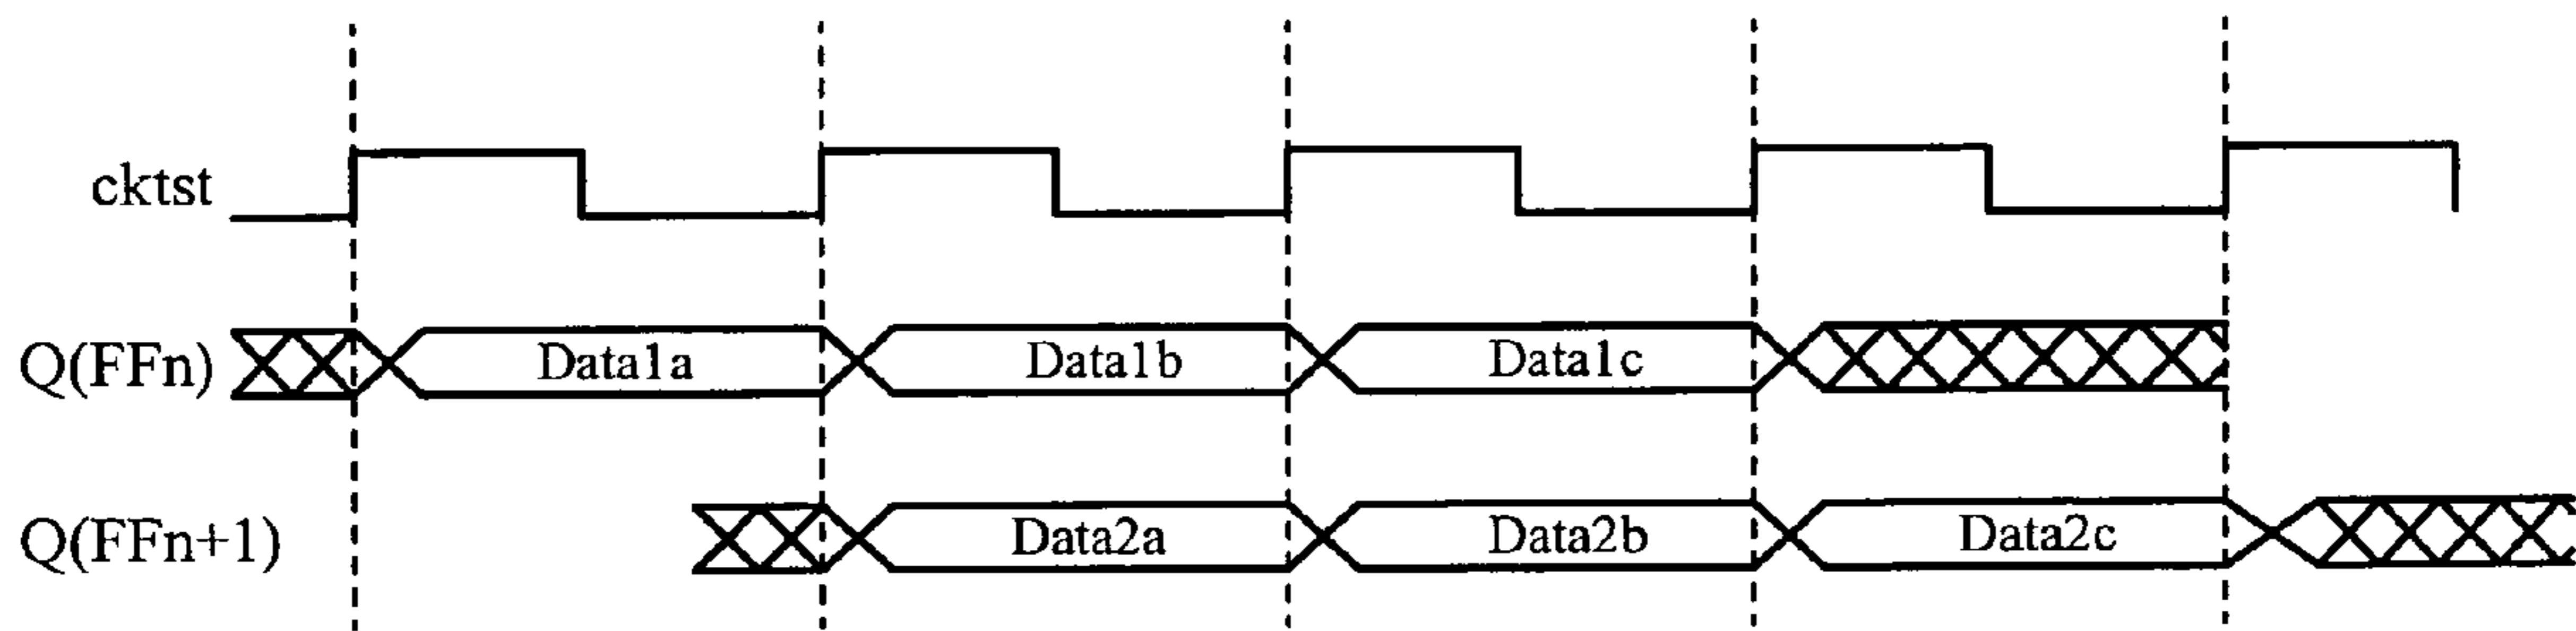 cktst
Q(FFn) Data1a Data1b Data1c
Q(FFn+1) Data2a Data2b Data2c